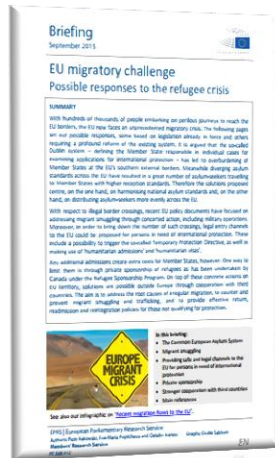 Briefing
September 2015
EU migratory challenge
Possible responses to the refugee crisis
SUMMARY
With hundreds of thousands of people embarking on perilous journeys to reach the
EU borders, the EU now faces an unprecedented migratory crisis. The following pages
set out possible responses, some based on legislation already in force and others
requiring a profound reform of the existing system. It is argued that the so-called
Dublin system – defining the Member State responsible in individual cases for
examining applications for international protection – has led to overburdening of
Member States at the EU's southern external borders. Meanwhile diverging asylum
standards across the EU have resulted in a great number of asylum-seekers travelling
to Member States with higher reception standards. Therefore the solutions proposed
centre, on the one hand, on harmonising national asylum standards and, on the other
hand, on distributing asylum-seekers more evenly across the EU.
With respect to illegal border crossings, recent EU policy documents have focused on
addressing migrant smuggling through concerted action, including military operations.
Moreover, in order to bring down the number of such crossings, legal entry channels
to the EU could be proposed for persons in need of international protection. These
include a possibility to trigger the so-called Temporary Protection Directive, as well as
making use of 'humanitarian admissions' and 'humanitarian visas'.
Any additional admissions create extra costs for Member States, however. One way to
limit them is through private sponsorship of refugees as has been undertaken by
Canada under the Refugee Sponsorship Program. On top of these concrete actions on
EU territory, solutions are possible outside Europe through cooperation with third
countries. The aim is to address the root causes of irregular migration, to counter and
prevent migrant smuggling and trafficking, and to provide effective return,
readmission and reintegration policies for those not qualifying for protection.
EUROPE
MIGRANT
CRISIS
In this briefing:
The Common European Asylum System
Migrant smuggling
Providing safe and legal channels to the
EU for persons in need of international
protection
Private sponsorship
Stronger cooperation with third countries
Main references
See also our infographic on 'Recent migration flows to the EU'.
EPRS | European Parliamentary Research Service
Members' Research Service
EN